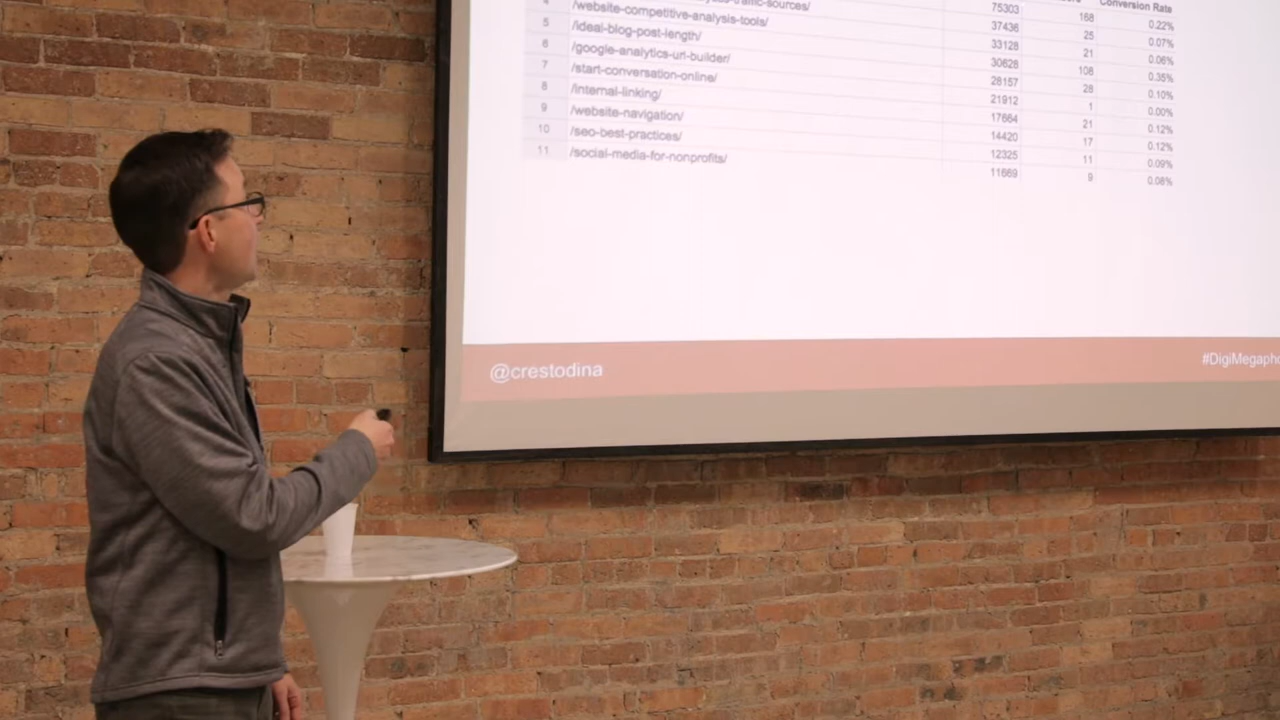 Conversion Rate
75303 168 0.22%
traffic-sources/ 37436 25 0.07%
4 /website-competitive-analysis-tools/ 33128 21 0.06%
5 /ideal-blog-post-length/ 30628 108 0.35%
6 /google-analytics-url-builder/ 28157 28 0.10%
7 /start-conversation-online/ 21912 1 0.00%
8 /internal-linking/ 17664 21 0.12%
9 /website-navigation/ 14420 17 0.12%
10 /seo-best-practices/ 12325 11 0.09%
11 /social-media-for-nonprofits/ 11669 9 0.08%
@crestodina
#DigiMegapho